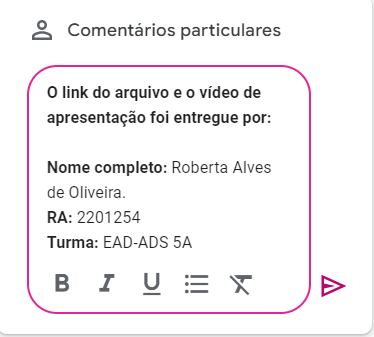 Comentários particulares
O link do arquivo e o vídeo de
apresentação foi entregue por:
Nome completo: Roberta Alves
de Oliveira.
RA: 2201254
Turma: EAD-ADS 5A
B I U